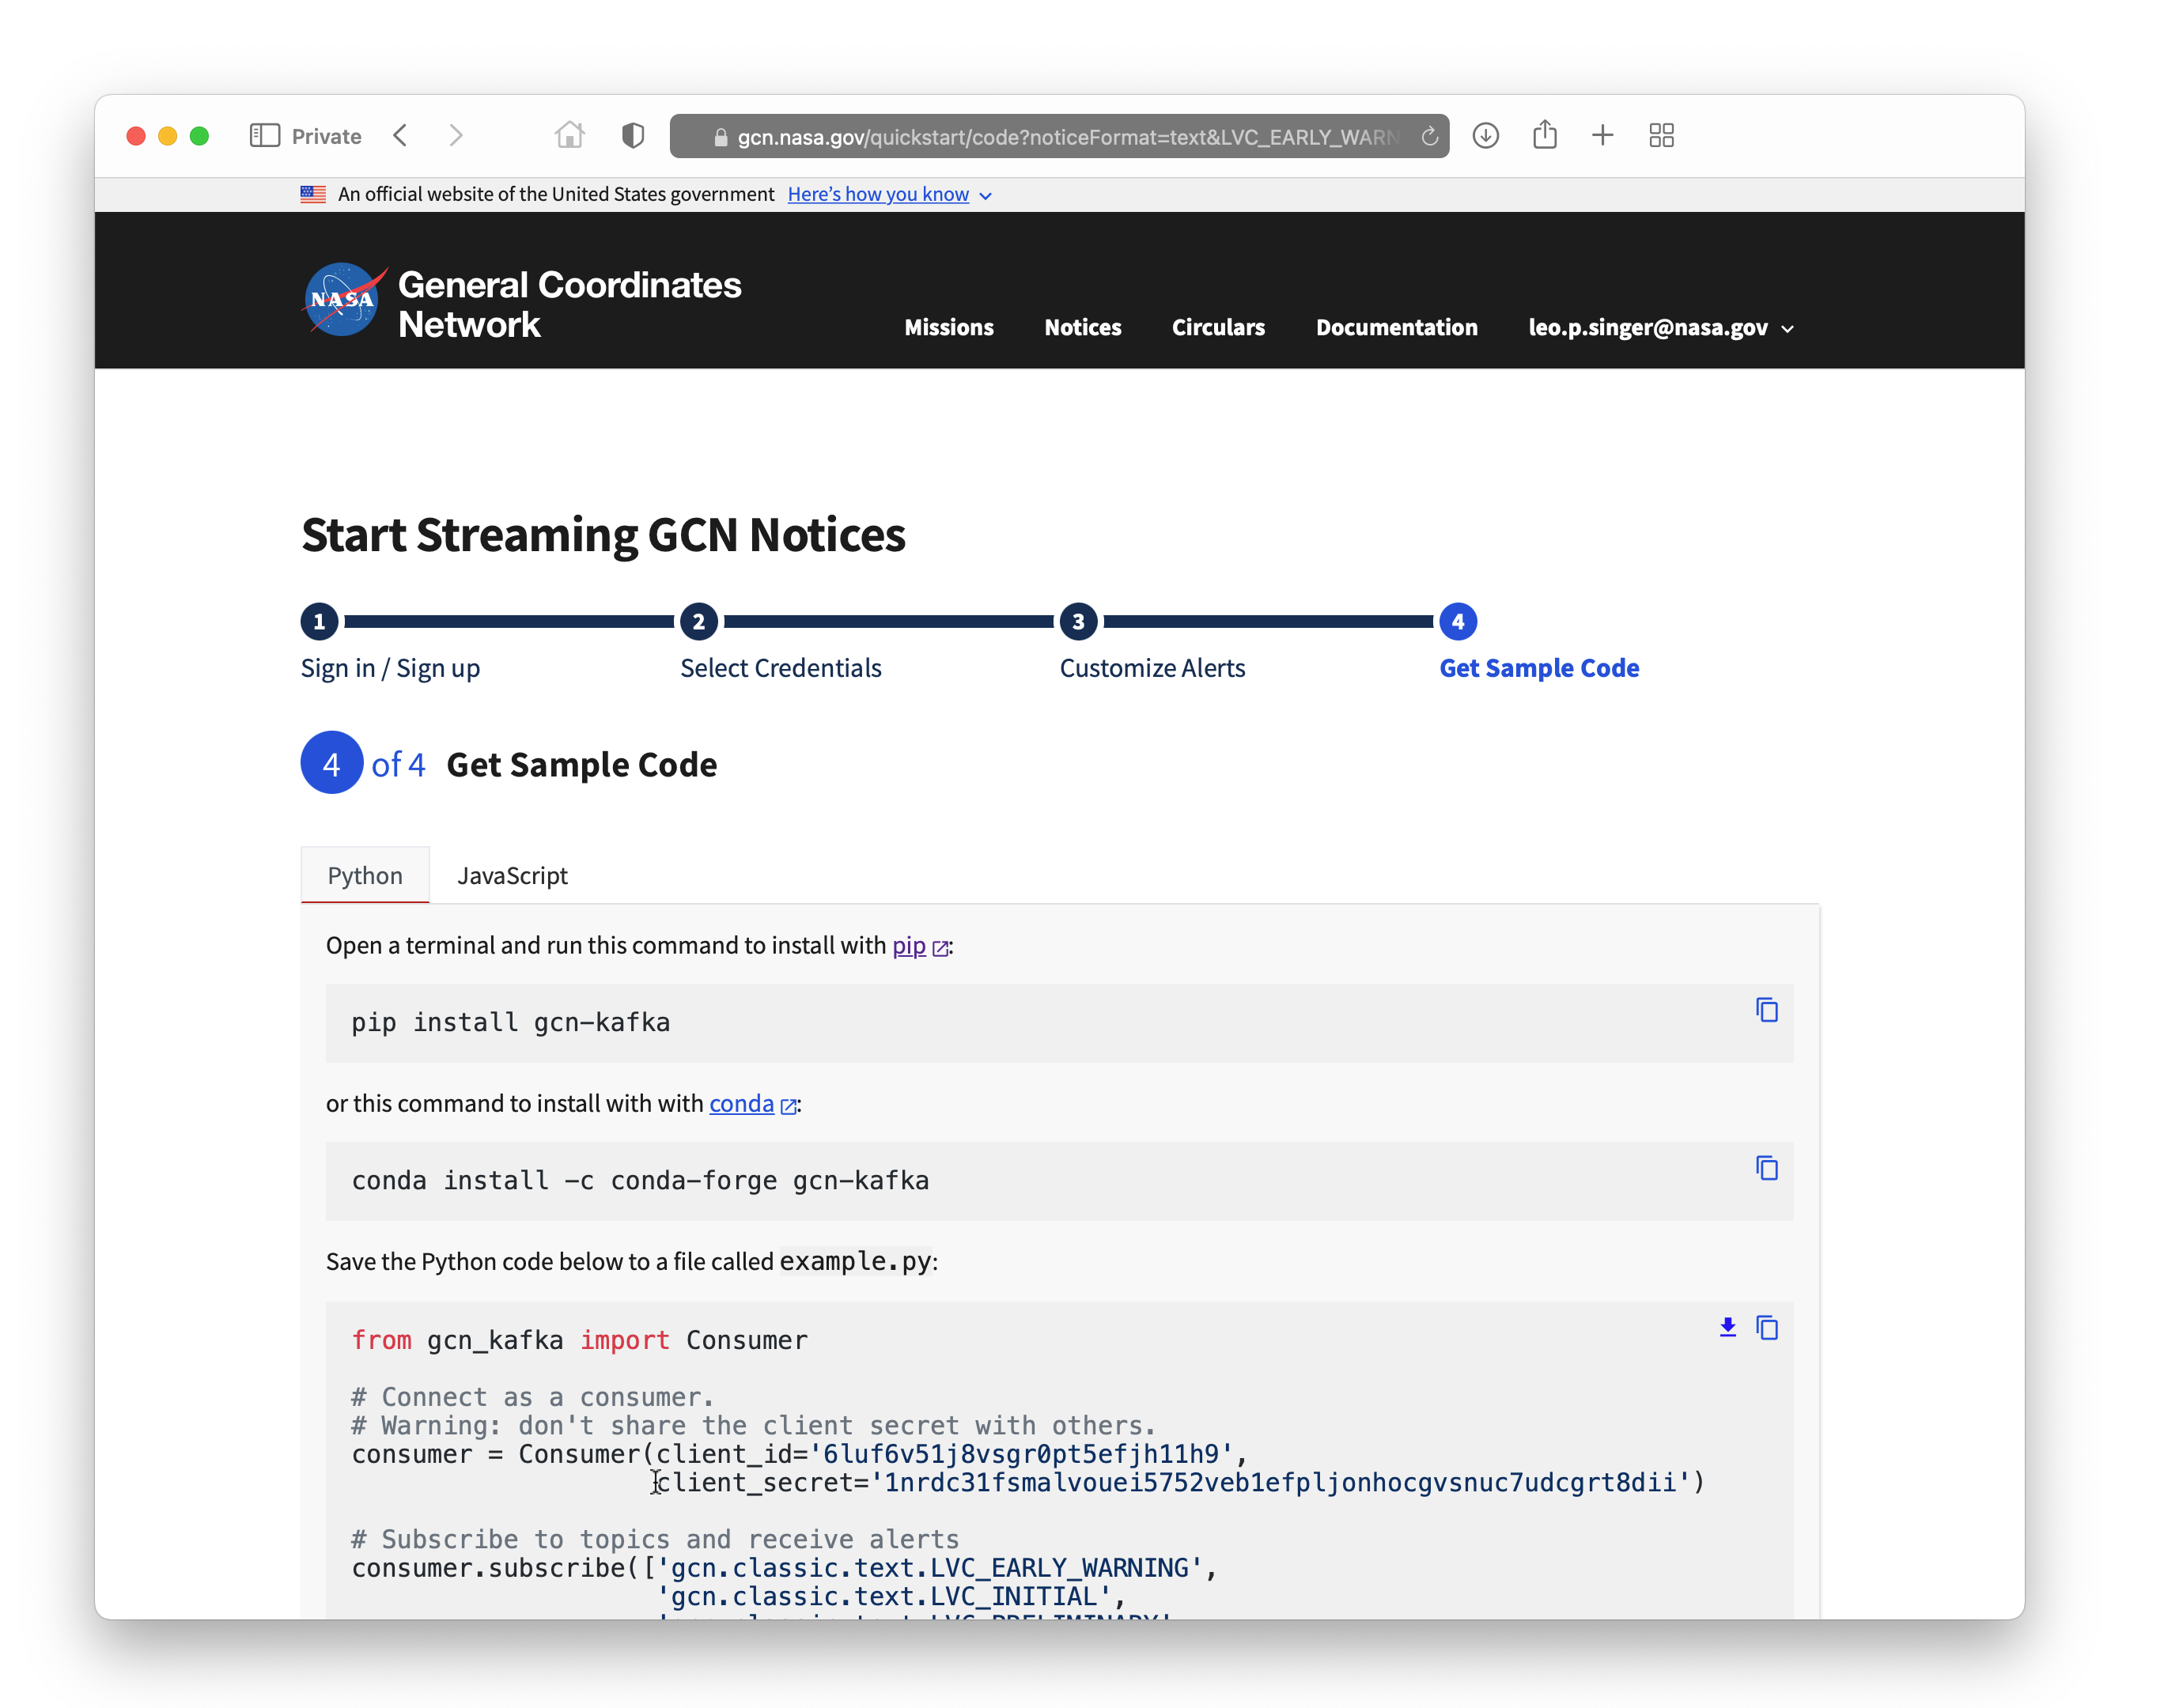 Private
gcn.nasa.gov/quickstart/code?noticeFormat=text&LVC_EARLY_WARN
An official website of the United States government Here's how you know
NASA
General Coordinates
Network
Missions Notices Circulars Documentation leo.p.singer@nasa.gov
Start Streaming GCN Notices
1 2 3 4
Sign in / Sign up Select Credentials Customize Alerts Get Sample Code
4 of 4 Get Sample Code
Python JavaScript
Open a terminal and run this command to install with pip:
pip install gcn-kafka
or this command to install with with conda:
conda install -c conda-forge gcn-kafka
Save the Python code below to a file called example.py:
from gcn_kafka import Consumer
# Connect as a consumer.
# Warning: don't share the client secret with others.
consumer = Consumer(client_id='6luf6v51j8vsgr0pt5efjh11h9',
client_secret='1nrdc31fsmalvouei5752veb1efpljonhocgvsnuc7udcgrt8dii')
# Subscribe to topics and receive alerts
consumer.subscribe(['gcn.classic.text.LVC_EARLY_WARNING',
'gcn.classic.text.LVC_INITIAL',
'gcn.classic.text.LVC_PRELIMINARY'